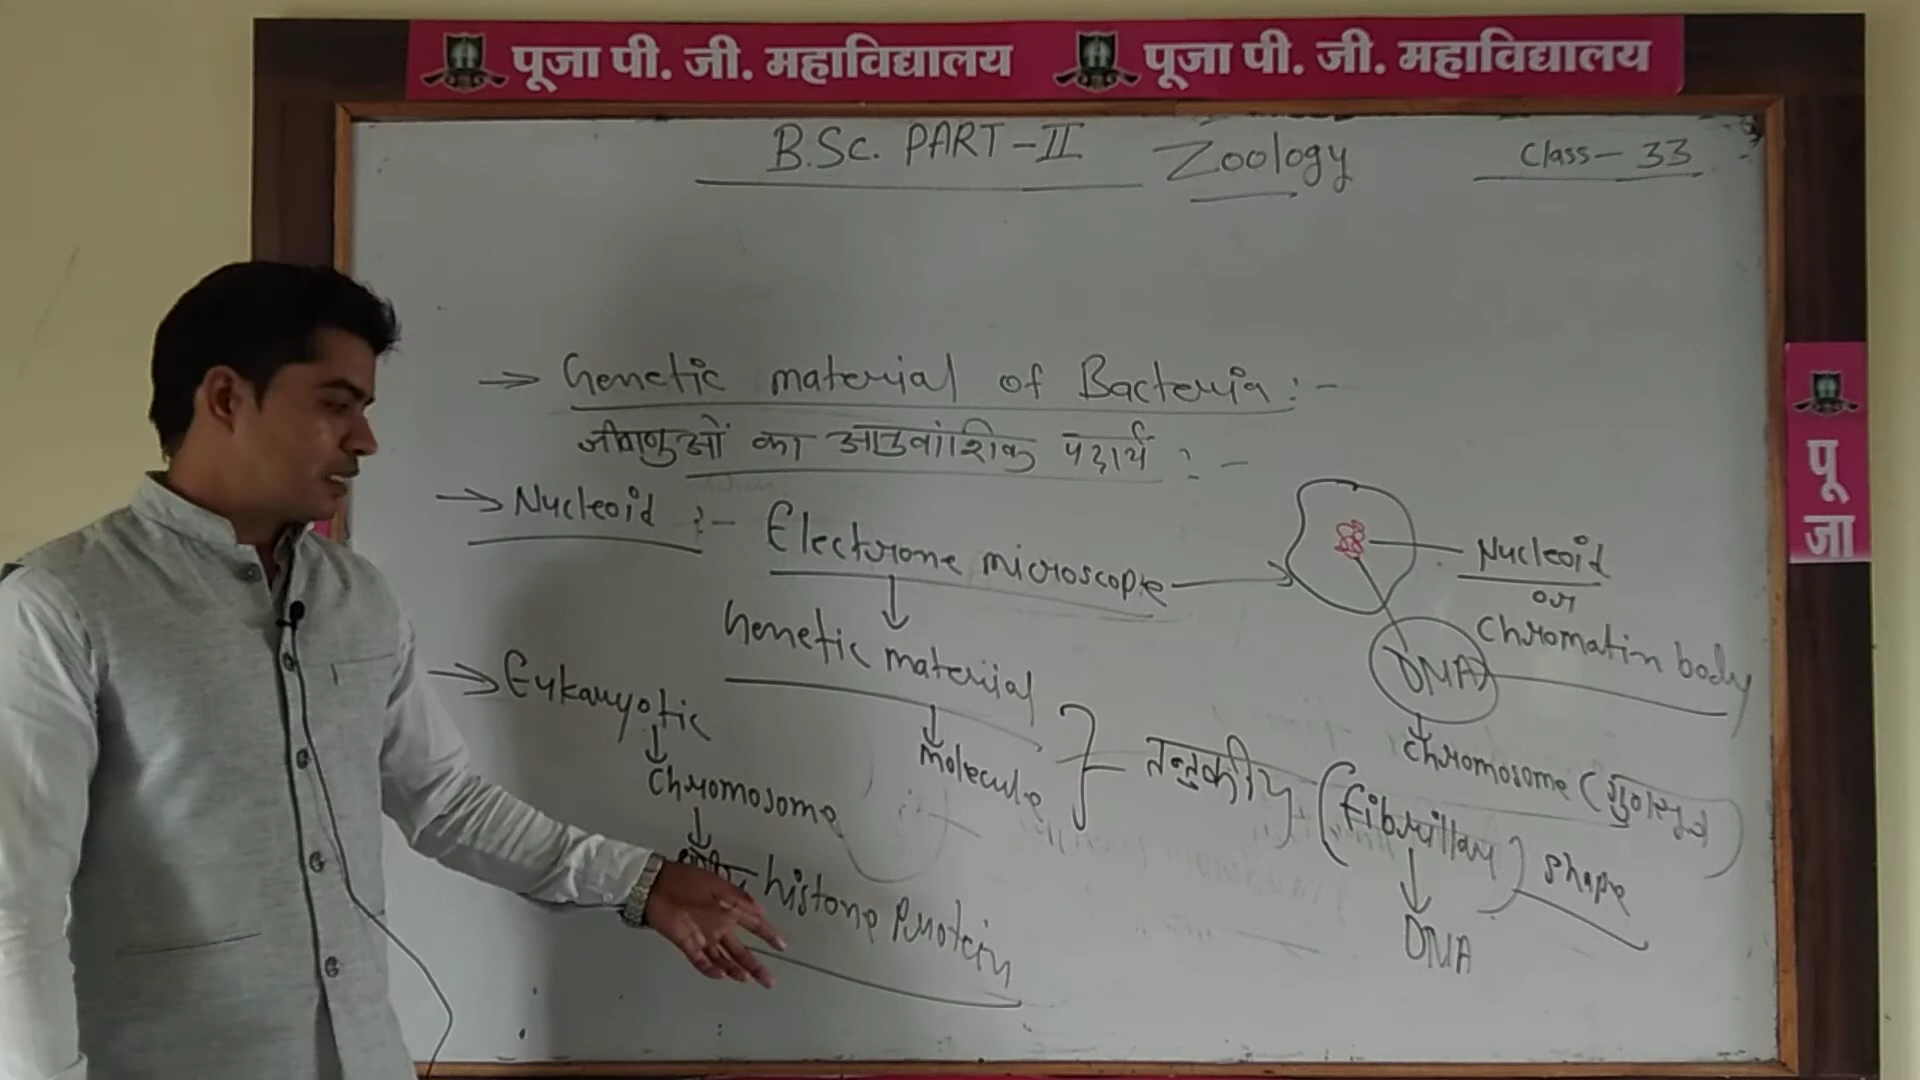 पूजा पी. जी. महाविद्यालय पूजा पी. जी. महाविद्यालय
B.Sc. PART-II Zoology Class-33
→ Genetic material of Bacteria :-
जीवाणुओं का आनुवांशिक पदार्थ :-
→ Nucleoid :- Electrone microscope →
Nucleoid
or
Chromatin body
DNA
Genetic material
→ Eukaryotic
Molecule } तन्तुकीय (fibrillary) shape
Chromosome (गुणसूत्र)
Chromosome
histone Protein
DNA
पू
जा